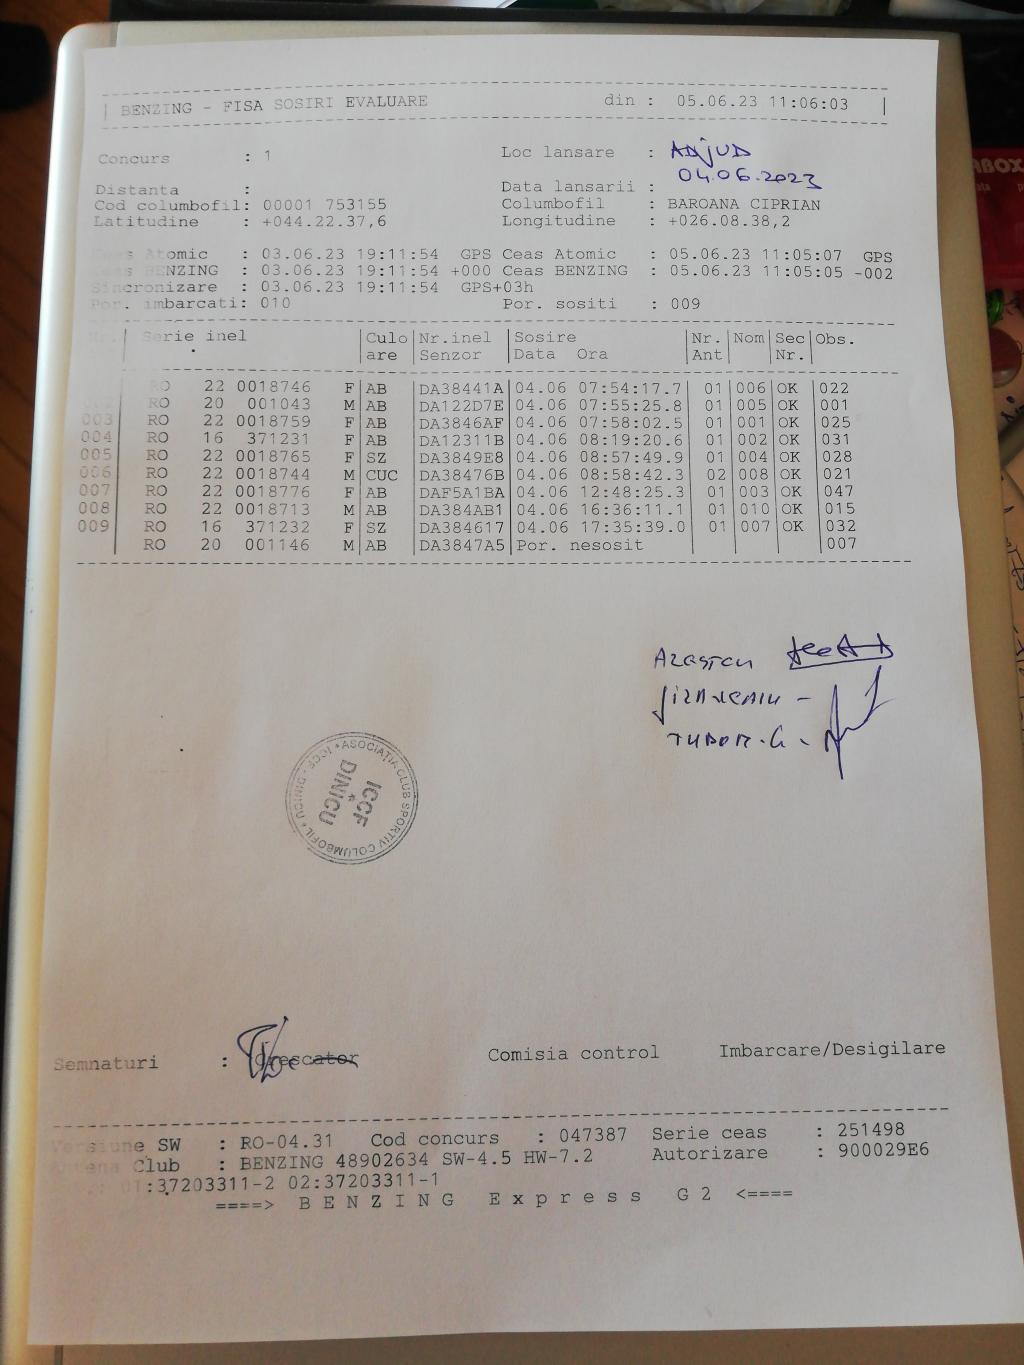 | BENZING - FISA SOSIRI EVALUARE din : 05.06.23 11:06:03 |
Concurs : 1 Loc lansare : ADJUD
Distanta : Data lansarii : 04.06.2023
Cod columbofil: 00001 753155 Columbofil : BAROANA CIPRIAN
Latitudine : +044.22.37,6 Longitudine : +026.08.38,2
Ceas Atomic : 03.06.23 19:11:54 GPS Ceas Atomic : 05.06.23 11:05:07 GPS
Ceas BENZING : 03.06.23 19:11:54 +000 Ceas BENZING : 05.06.23 11:05:05 -002
Sincronizare : 03.06.23 19:11:54 GPS+03h
Por. imbarcati: 010 Por. sositi : 009
Serie inel |Culo|Nr.inel |Sosire |Nr.|Nom|Sec|Obs.
|are |Senzor |Data Ora |Ant| |Nr.|
RO 22 0018746 F|AB |DA38441A|04.06 07:54:17.7|01|006|OK |022
002 RO 20 001043 M|AB |DA122D7E|04.06 07:55:25.8|01|005|OK |001
003 RO 22 0018759 F|AB |DA3846AF|04.06 07:58:02.5|01|001|OK |025
004 RO 16 371231 F|AB |DA12311B|04.06 08:19:20.6|01|002|OK |031
005 RO 22 0018765 F|SZ |DA3849E8|04.06 08:57:49.9|01|004|OK |028
006 RO 22 0018744 M|CUC |DA38476B|04.06 08:58:42.3|02|008|OK |021
007 RO 22 0018776 F|AB |DAF5A1BA|04.06 12:48:25.3|01|003|OK |047
008 RO 22 0018713 M|AB |DA384AB1|04.06 16:36:11.1|01|010|OK |015
009 RO 16 371232 F|SZ |DA384617|04.06 17:35:39.0|01|007|OK |032
RO 20 001146 M|AB |DA3847A5|Por. nesosit | | | |007
TUDOR.G.-
ASOCIATIA CLUB SPORTIV COLUMBOFIL * ICCF - DINICU *
ICCF
*
DINICU
Semnaturi : Crescator Comisia control Imbarcare/Desigilare
Versiune SW : RO-04.31 Cod concurs : 047387 Serie ceas : 251498
Antena Club : BENZING 48902634 SW-4.5 HW-7.2 Autorizare : 900029E6
01:37203311-2 02:37203311-1
====> B E N Z I N G E x p r e s s G 2 <====